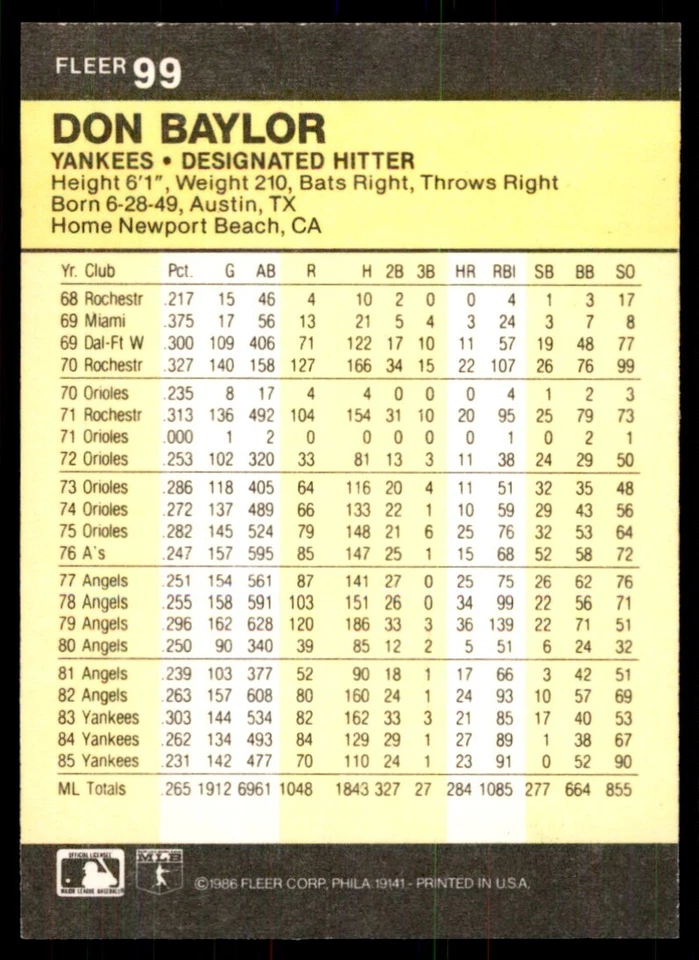 FLEER 99
DON BAYLOR
YANKEES • DESIGNATED HITTER
Height 6'1", Weight 210, Bats Right, Throws Right
Born 6-28-49, Austin, TX
Home Newport Beach, CA
Yr. Club Pct. G AB R H 2B 3B HR RBI SB BB SO
68 Rochestr .217 15 46 4 10 2 0 0 4 1 3 17
69 Miami .375 17 56 13 21 5 4 3 24 3 7 8
69 Dal-Ft W .300 109 406 71 122 17 10 11 57 19 48 77
70 Rochestr .327 140 158 127 166 34 15 22 107 26 76 99
70 Orioles .235 8 17 4 4 0 0 0 4 1 2 3
71 Rochestr .313 136 492 104 154 31 10 20 95 25 79 73
71 Orioles .000 1 2 0 0 0 0 0 1 0 2 1
72 Orioles .253 102 320 33 81 13 3 11 38 24 29 50
73 Orioles .286 118 405 64 116 20 4 11 51 32 35 48
74 Orioles .272 137 489 66 133 22 1 10 59 29 43 56
75 Orioles .282 145 524 79 148 21 6 25 76 32 53 64
76 A's .247 157 595 85 147 25 1 15 68 52 58 72
77 Angels .251 154 561 87 141 27 0 25 75 26 62 76
78 Angels .255 158 591 103 151 26 0 34 99 22 56 71
79 Angels .296 162 628 120 186 33 3 36 139 22 71 51
80 Angels .250 90 340 39 85 12 2 5 51 6 24 32
81 Angels .239 103 377 52 90 18 1 17 66 3 42 51
82 Angels .263 157 608 80 160 24 1 24 93 10 57 69
83 Yankees .303 144 534 82 162 33 3 21 85 17 40 53
84 Yankees .262 134 493 84 129 29 1 27 89 1 38 67
85 Yankees .231 142 477 70 110 24 1 23 91 0 52 90
ML Totals .265 1912 6961 1048 1843 327 27 284 1085 277 664 855
OFFICIAL LICENSEE
MAJOR LEAGUE BASEBALL
MLB
©1986 FLEER CORP., PHILA. 19141 - PRINTED IN U.S.A.